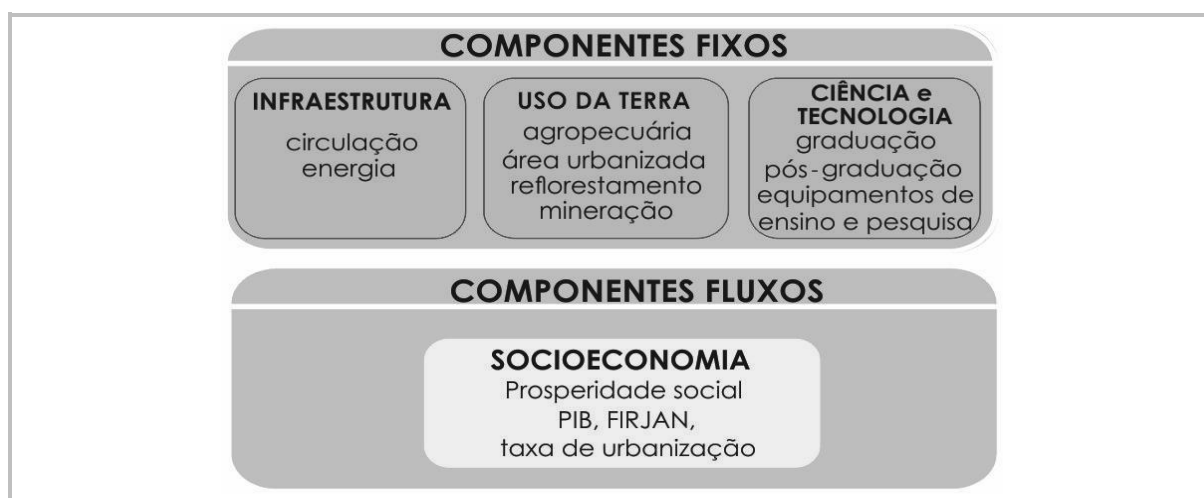 COMPONENTES FIXOS
INFRAESTRUTURA
circulação
energia
USO DA TERRA
agropecuária
área urbanizada
reflorestamento
mineração
CIÊNCIA e
TECNOLOGIA
graduação
pós-graduação
equipamentos de
ensino e pesquisa
COMPONENTES FLUXOS
SOCIOECONOMIA
Prosperidade social
PIB, FIRJAN,
taxa de urbanização